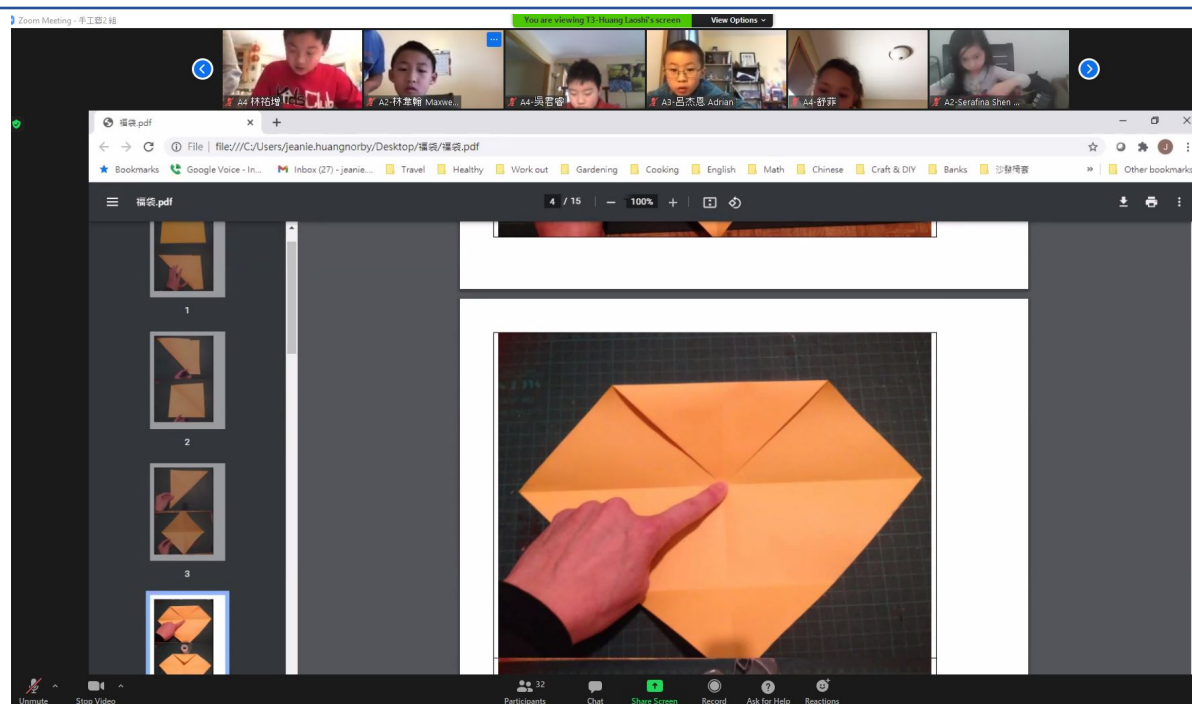 Zoom Meeting - 手工藝2 組
You are viewing T3-Huang Laoshi's screen
View Options
A4 林祐增
A2-林韋翰 Maxwe...
A4-吳君睿
A3-呂杰恩 Adrian
A4-舒菲
A2-Serafina Shen ...
福袋.pdf
File | file:///C:/Users/jeanie.huangnorby/Desktop/福袋/福袋.pdf
Bookmarks
Google Voice - In...
Inbox (27) - jeanie....
Travel
Healthy
Work out
Gardening
Cooking
English
Math
Chinese
Craft & DIY
Banks
沙發椅套
Other bookmarks
福袋.pdf
4 / 15
100%
1
2
3
Unmute
Stop Video
32
Participants
Chat
Share Screen
Record
Ask for Help
Reactions